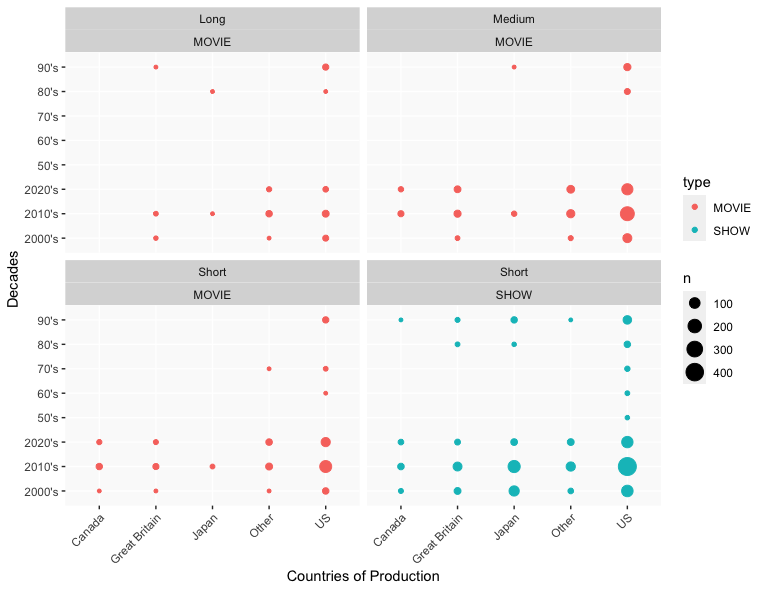 Long
Medium
MOVIE
MOVIE
90's
80's
70's
60's
50's
2020's
2010's
2000's
Short
Short
MOVIE
SHOW
90's
80's
70's
60's
50's
2020's
2010's
2000's
Canada
Great Britain
Japan
Other
US
Canada
Great Britain
Japan
Other
US
Countries of Production
Decades
type
MOVIE
SHOW
n
100
200
300
400